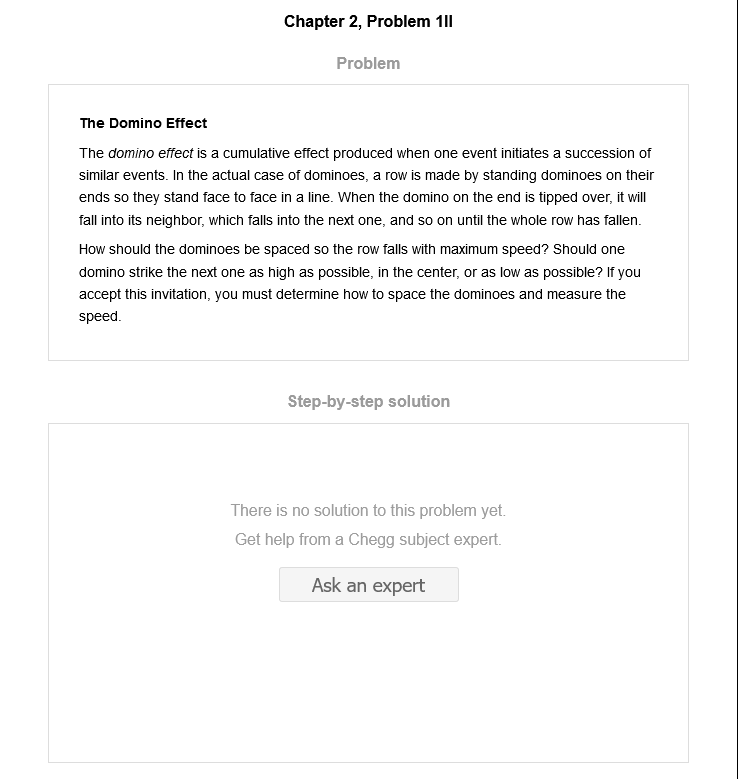 Chapter 2, Problem 1II
Problem
The Domino Effect
The domino effect is a cumulative effect produced when one event initiates a succession of
similar events. In the actual case of dominoes, a row is made by standing dominoes on their
ends so they stand face to face in a line. When the domino on the end is tipped over, it will
fall into its neighbor, which falls into the next one, and so on until the whole row has fallen.
How should the dominoes be spaced so the row falls with maximum speed? Should one
domino strike the next one as high as possible, in the center, or as low as possible? If you
accept this invitation, you must determine how to space the dominoes and measure the
speed.
Step-by-step solution
There is no solution to this problem yet.
Get help from a Chegg subject expert.
Ask an expert